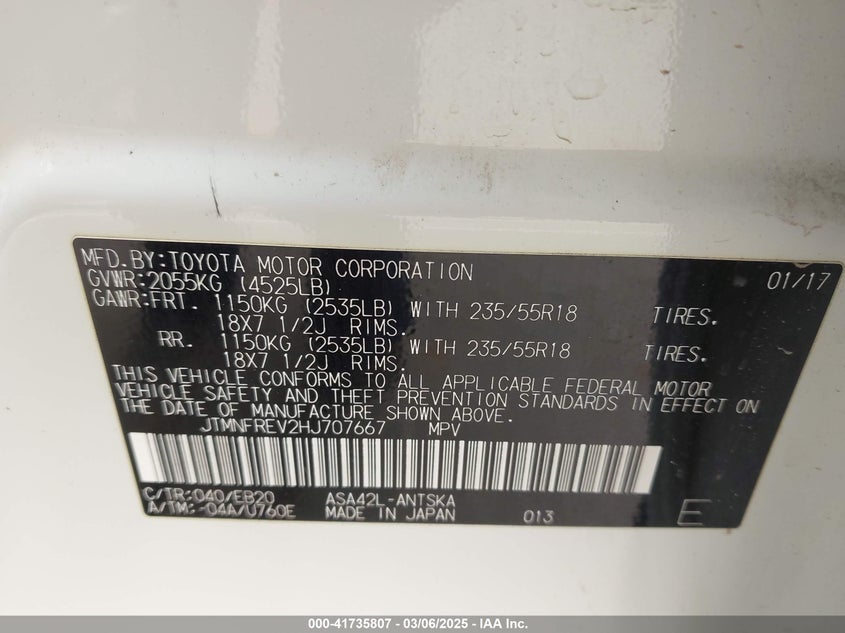 MFD.BY:TOYOTA MOTOR CORPORATION 01/17
GVWR:2055KG (4525LB)
GAWR:FRT. 1150KG (2535LB) WITH 235/55R18 TIRES.
18X7 1/2J RIMS.
RR. 1150KG (2535LB) WITH 235/55R18 TIRES.
18X7 1/2J RIMS.
THIS VEHICLE CONFORMS TO ALL APPLICABLE FEDERAL MOTOR
VEHICLE SAFETY AND THEFT PREVENTION STANDARDS IN EFFECT ON
THE DATE OF MANUFACTURE SHOWN ABOVE.
JTMNFREV2HJ707667 MPV
C/TR:040/EB20 ASA42L-ANTSKA
A/TM:-04A/U760E MADE IN JAPAN 013 E
000-41735807 - 03/06/2025 - IAA Inc.